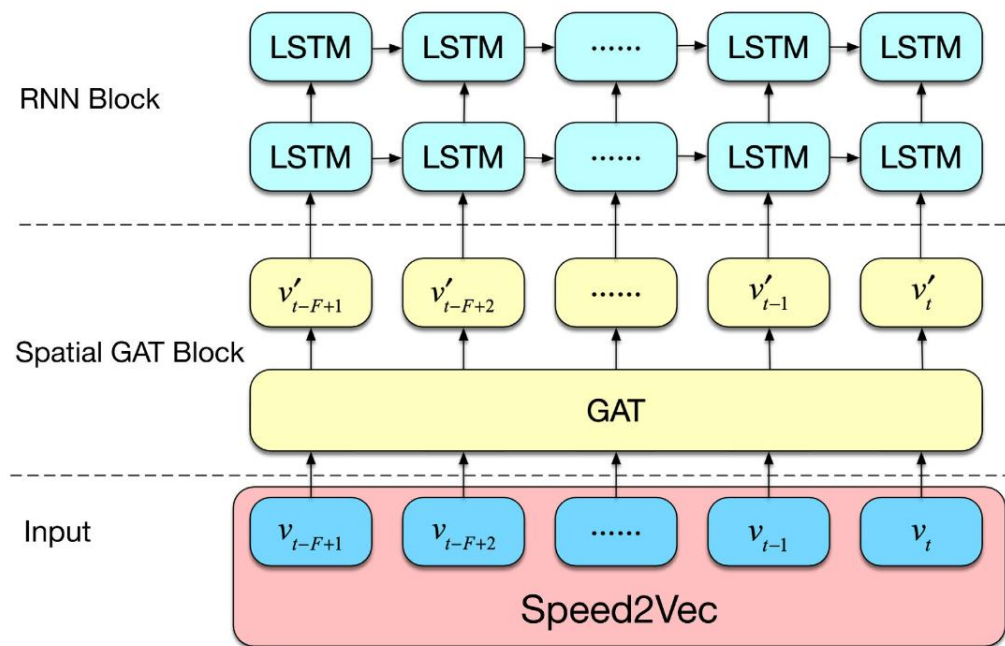 LSTM LSTM ······ LSTM LSTM
RNN Block
LSTM LSTM ······ LSTM LSTM
v′t−F+1 v′t−F+2 ······ v′t−1 v′t
Spatial GAT Block
GAT
Input
vt−F+1 vt−F+2 ······ vt−1 vt
Speed2Vec